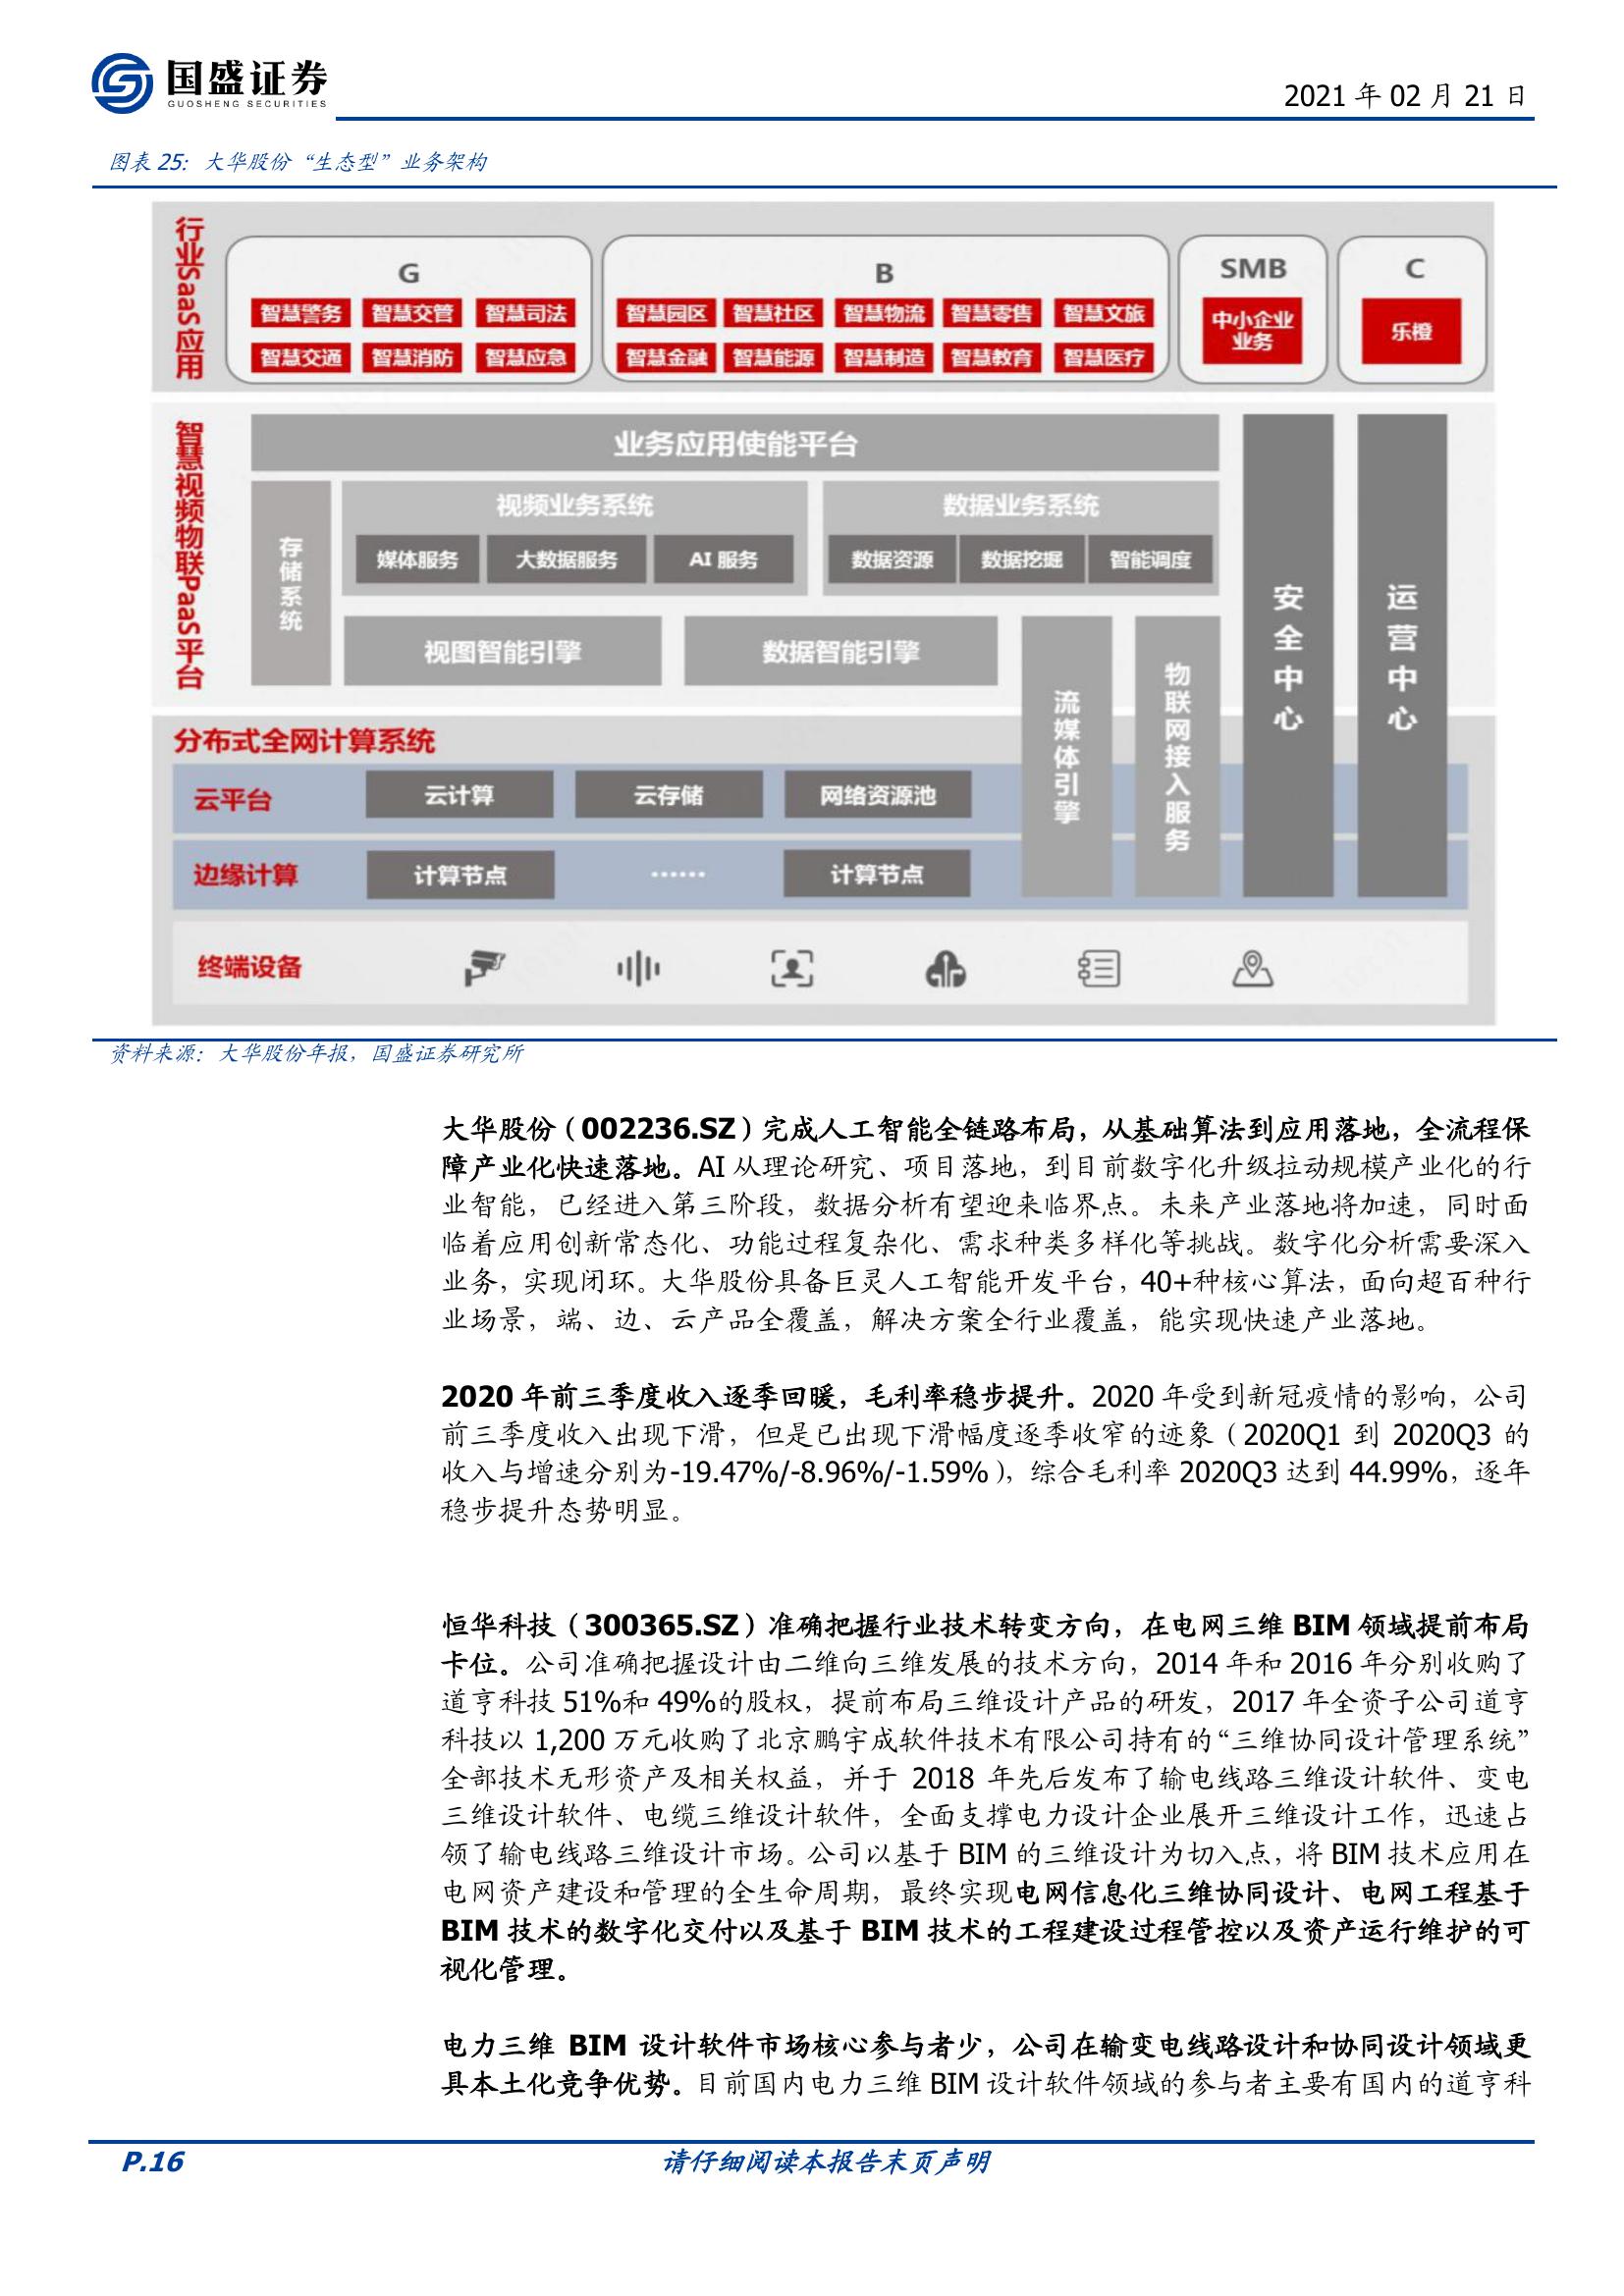 国盛证券
GUOSHENG SECURITIES
2021 年 02 月 21 日
图表 25：大华股份“生态型”业务架构
行业SaaS应用
G
智慧警务 智慧交管 智慧司法
智慧交通 智慧消防 智慧应急
B
智慧园区 智慧社区 智慧物流 智慧零售 智慧文旅
智慧金融 智慧能源 智慧制造 智慧教育 智慧医疗
SMB
中小企业
业务
C
乐橙
智慧视频物联PaaS平台
业务应用使能平台
存储系统
视频业务系统
媒体服务 大数据服务 AI 服务
数据业务系统
数据资源 数据挖掘 智能调度
视图智能引擎
数据智能引擎
流媒体引擎
物联网接入服务
安全中心
运营中心
分布式全网计算系统
云平台 云计算 云存储 网络资源池
边缘计算 计算节点 …… 计算节点
终端设备
资料来源：大华股份年报，国盛证券研究所
大华股份（002236.SZ）完成人工智能全链路布局，从基础算法到应用落地，全流程保
障产业化快速落地。AI 从理论研究、项目落地，到目前数字化升级拉动规模产业化的行
业智能，已经进入第三阶段，数据分析有望迎来临界点。未来产业落地将加速，同时面
临着应用创新常态化、功能过程复杂化、需求种类多样化等挑战。数字化分析需要深入
业务，实现闭环。大华股份具备巨灵人工智能开发平台，40+种核心算法，面向超百种行
业场景，端、边、云产品全覆盖，解决方案全行业覆盖，能实现快速产业落地。
2020 年前三季度收入逐季回暖，毛利率稳步提升。2020 年受到新冠疫情的影响，公司
前三季度收入出现下滑，但是已出现下滑幅度逐季收窄的迹象（2020Q1 到 2020Q3 的
收入与增速分别为-19.47%/-8.96%/-1.59%），综合毛利率 2020Q3 达到 44.99%，逐年
稳步提升态势明显。
恒华科技（300365.SZ）准确把握行业技术转变方向，在电网三维 BIM 领域提前布局
卡位。公司准确把握设计由二维向三维发展的技术方向，2014 年和 2016 年分别收购了
道亨科技 51%和 49%的股权，提前布局三维设计产品的研发，2017 年全资子公司道亨
科技以 1,200 万元收购了北京鹏宇成软件技术有限公司持有的“三维协同设计管理系统”
全部技术无形资产及相关权益，并于 2018 年先后发布了输电线路三维设计软件、变电
三维设计软件、电缆三维设计软件，全面支撑电力设计企业展开三维设计工作，迅速占
领了输电线路三维设计市场。公司以基于 BIM 的三维设计为切入点，将 BIM 技术应用在
电网资产建设和管理的全生命周期，最终实现电网信息化三维协同设计、电网工程基于
BIM 技术的数字化交付以及基于 BIM 技术的工程建设过程管控以及资产运行维护的可
视化管理。
电力三维 BIM 设计软件市场核心参与者少，公司在输变电线路设计和协同设计领域更
具本土化竞争优势。目前国内电力三维 BIM 设计软件领域的参与者主要有国内的道亨科
P.16
请仔细阅读本报告末页声明